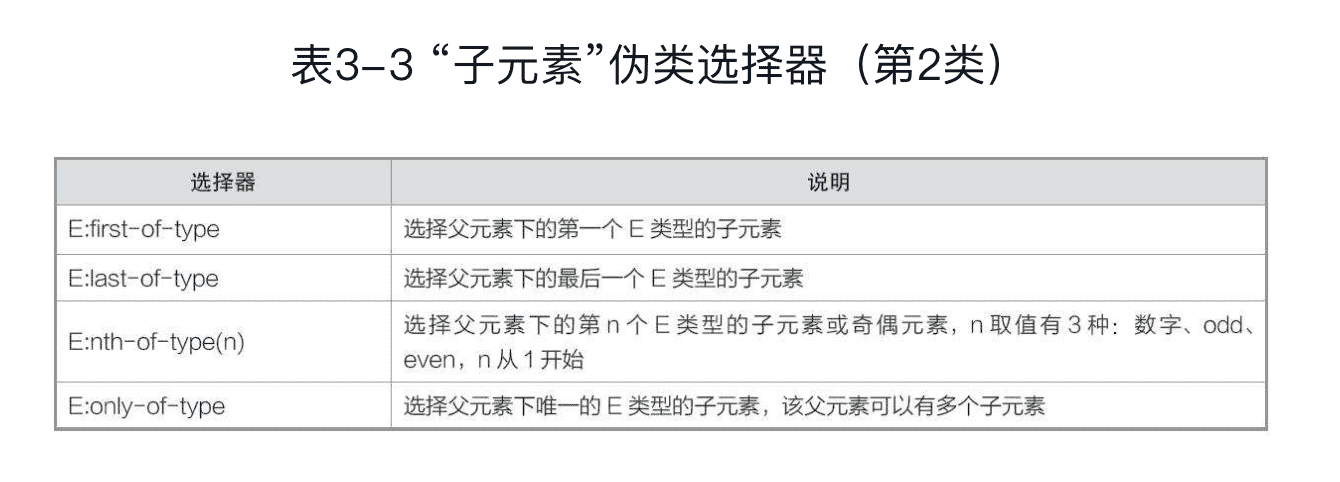 表3-3 “子元素”伪类选择器（第2类）
选择器 说明
E:first-of-type 选择父元素下的第一个 E 类型的子元素
E:last-of-type 选择父元素下的最后一个 E 类型的子元素
E:nth-of-type(n) 选择父元素下的第 n 个 E 类型的子元素或奇偶元素，n 取值有 3 种：数字、odd、
even，n 从 1 开始
E:only-of-type 选择父元素下唯一的 E 类型的子元素，该父元素可以有多个子元素